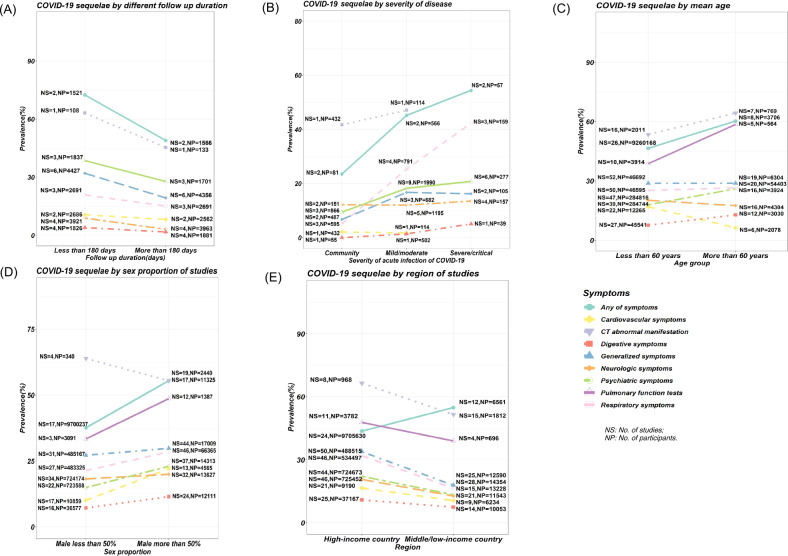 (A)
COVID-19 sequelae by different follow up duration
Prevalence(%)
90
60
30
0
NS=2,NP=1521
NS=1,NP=108
NS=3,NP=1837
NS=6,NP=4427
NS=3,NP=2691
NS=2,NP=2686
NS=4,NP=3921
NS=4,NP=1826
NS=2,NP=1566
NS=1,NP=133
NS=3,NP=1701
NS=6,NP=4356
NS=3,NP=2691
NS=2,NP=2562
NS=4,NP=3963
NS=4,NP=1881
Less than 180 days
More than 180 days
Follow up duration(days)
(B)
COVID-19 sequelae by severity of disease
Prevalence(%)
80
60
40
20
0
NS=1,NP=432
NS=2,NP=81
NS=2,NP=151
NS=3,NP=866
NS=2,NP=487
NS=3,NP=595
NS=1,NP=432
NS=1,NP=55
NS=1,NP=114
NS=2,NP=566
NS=4,NP=791
NS=9,NP=1990
NS=3,NP=682
NS=6,NP=1195
NS=1,NP=114
NS=1,NP=502
NS=2,NP=57
NS=3,NP=159
NS=6,NP=277
NS=2,NP=105
NS=4,NP=157
NS=1,NP=39
Community
Mild/moderate
Severe/critical
Severity of acute infection of COVID-19
(C)
COVID-19 sequelae by mean age
Prevalence(%)
90
60
30
0
NS=16,NP=2011
NS=26,NP=9260168
NS=10,NP=3914
NS=52,NP=46692
NS=50,NP=48595
NS=47,NP=284816
NS=39,NP=284744
NS=22,NP=12265
NS=27,NP=45541
NS=7,NP=769
NS=8,NP=3706
NS=5,NP=564
NS=19,NP=6304
NS=20,NP=54403
NS=16,NP=3924
NS=16,NP=4304
NS=12,NP=3030
NS=6,NP=2078
Less than 60 years
More than 60 years
Age group
(D)
COVID-19 sequelae by sex proportion of studies
Prevalence(%)
75
50
25
0
NS=4,NP=340
NS=17,NP=9700237
NS=3,NP=3091
NS=31,NP=485167
NS=27,NP=483325
NS=34,NP=724174
NS=22,NP=723588
NS=17,NP=10859
NS=16,NP=36577
NS=19,NP=2440
NS=17,NP=11325
NS=12,NP=1387
NS=44,NP=17009
NS=46,NP=66365
NS=37,NP=14313
NS=13,NP=4565
NS=32,NP=13627
NS=24,NP=12111
Male less than 50%
Male more than 50%
Sex proportion
(E)
COVID-19 sequelae by region of studies
Prevalence(%)
90
60
30
0
NS=8,NP=968
NS=11,NP=3782
NS=24,NP=9705630
NS=50,NP=488515
NS=46,NP=534497
NS=44,NP=724673
NS=46,NP=725452
NS=21,NP=9190
NS=25,NP=37167
NS=12,NP=6561
NS=15,NP=1812
NS=4,NP=696
NS=25,NP=12590
NS=28,NP=14354
NS=15,NP=13228
NS=21,NP=11543
NS=9,NP=6234
NS=14,NP=10053
High-income country
Middle/low-income country
Region
Symptoms
Any of symptoms
Cardiovascular symptoms
CT abnormal manifestation
Digestive symptoms
Generalized symptoms
Neurologic symptoms
Psychiatric symptoms
Pulmonary function tests
Respiratory symptoms
NS: No. of studies;
NP: No. of participants.